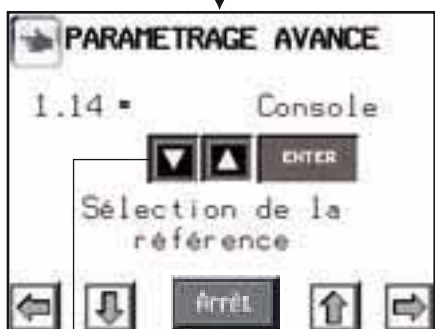 PARAMETRAGE AVANCE
1.14 = Console
ENTER
Sélection de la
référence
Arrêt